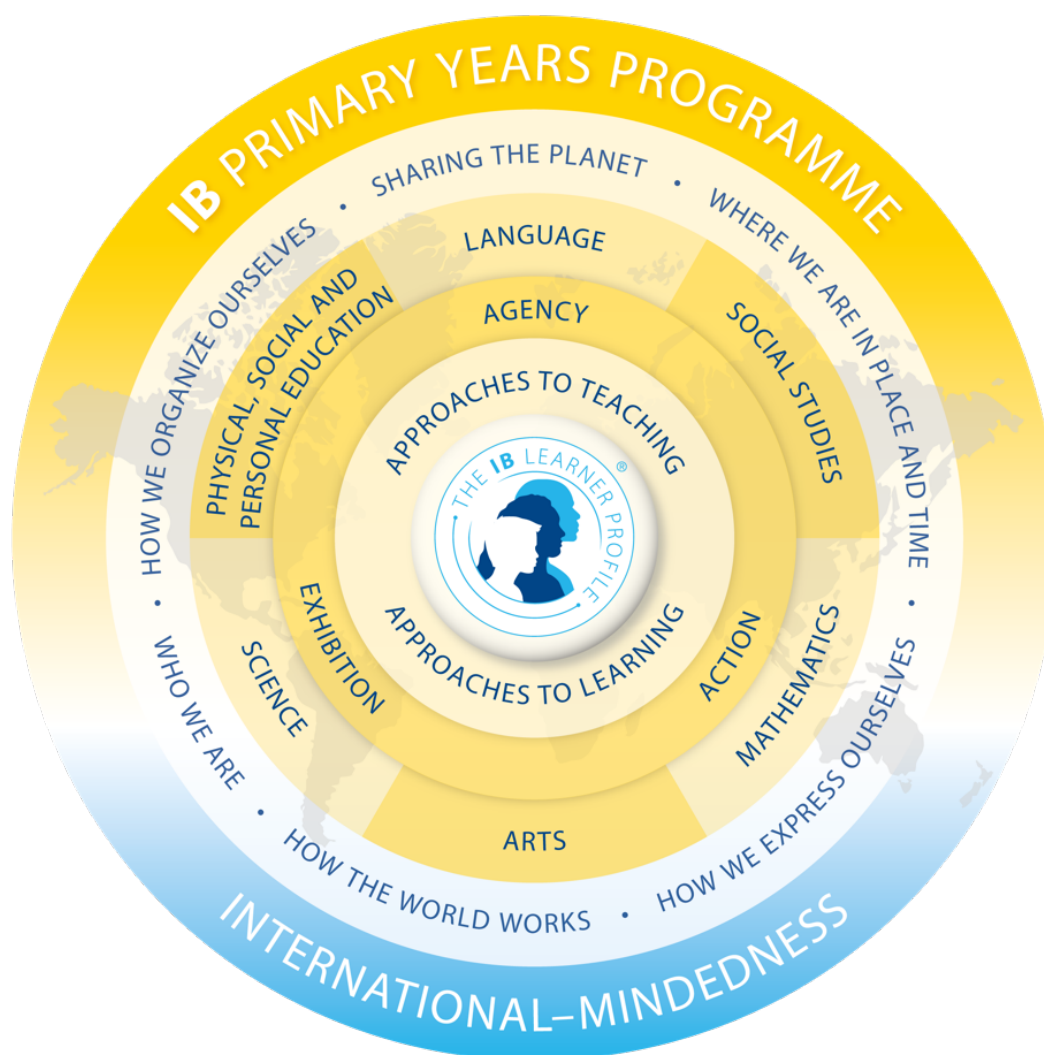 IB PRIMARY YEARS PROGRAMME
SHARING THE PLANET
•
WHERE WE ARE IN PLACE AND TIME
•
HOW WE EXPRESS OURSELVES
•
HOW THE WORLD WORKS
•
WHO WE ARE
•
HOW WE ORGANIZE OURSELVES
•
LANGUAGE
SOCIAL STUDIES
MATHEMATICS
ARTS
SCIENCE
PHYSICAL, SOCIAL AND
PERSONAL EDUCATION
AGENCY
ACTION
EXHIBITION
APPROACHES TO TEACHING
APPROACHES TO LEARNING
• THE IB LEARNER PROFILE • ®
INTERNATIONAL–MINDEDNESS